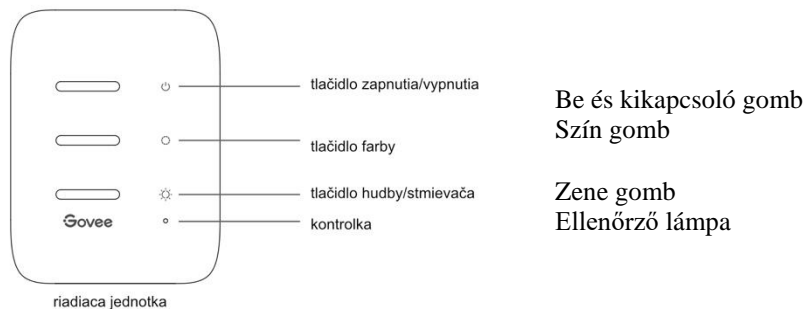 tlačidlo zapnutia/vypnutia
tlačidlo farby
tlačidlo hudby/stmievača
kontrolka
Govee
riadiaca jednotka
Be és kikapcsoló gomb
Szín gomb
Zene gomb
Ellenőrző lámpa